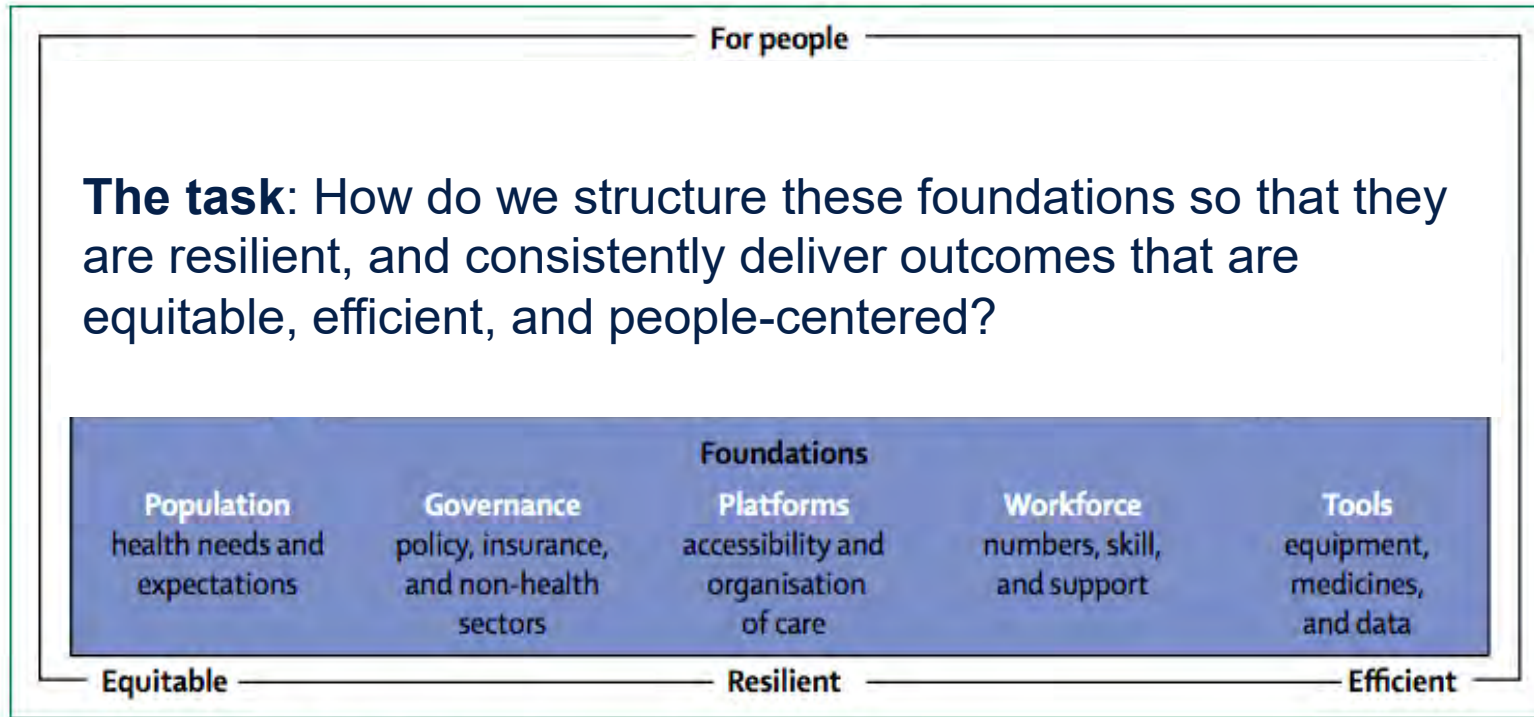 For people
The task: How do we structure these foundations so that they
are resilient, and consistently deliver outcomes that are
equitable, efficient, and people-centered?
Foundations
Population
health needs and
expectations
Governance
policy, insurance,
and non-health
sectors
Platforms
accessibility and
organisation
of care
Workforce
numbers, skill,
and support
Tools
equipment,
medicines,
and data
Equitable
Resilient
Efficient